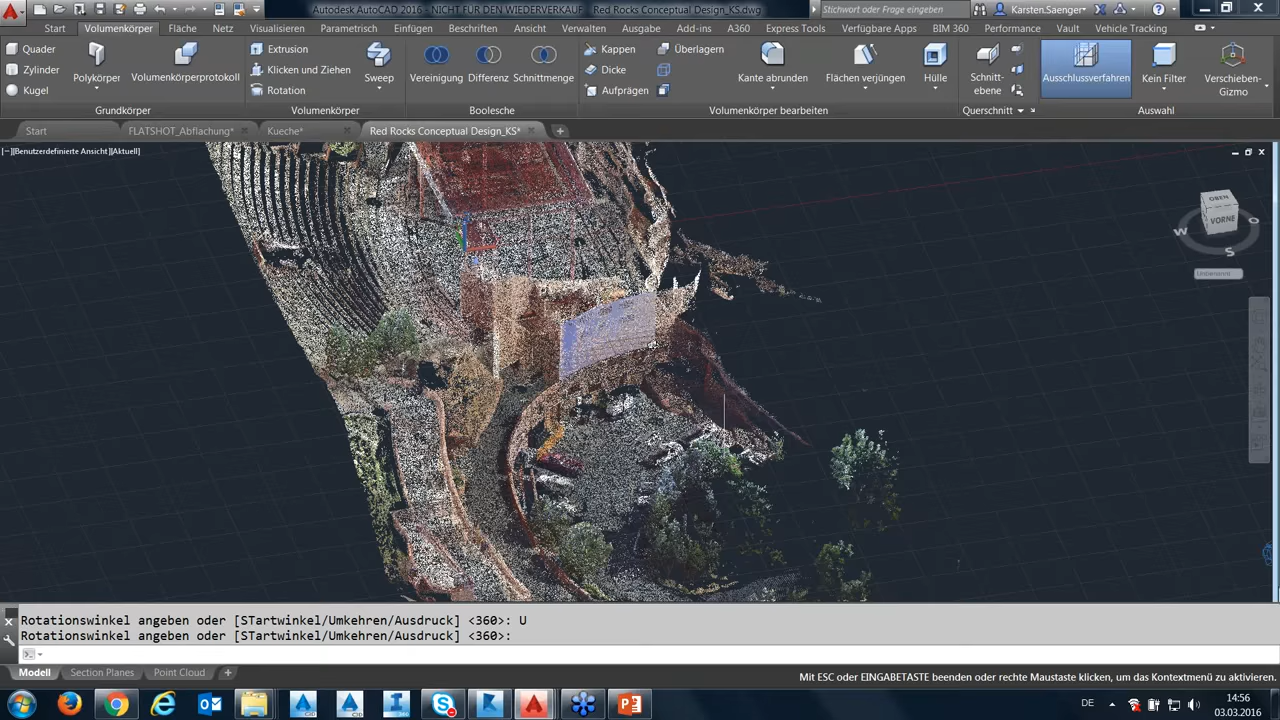 Autodesk AutoCAD 2016 - NICHT FÜR DEN WIEDERVERKAUF - Red Rocks Conceptual Design_KS.dwg
Stichwort oder Frage eingeben
Karsten.Saenger
Start Volumenkörper Fläche Netz Visualisieren Parametrisch Einfügen Beschriften Ansicht Verwalten Ausgabe Add-ins A360 Express Tools Verfügbare Apps BIM 360 Performance Vehicle Tracking
Quader
Zylinder
Kugel
Polykörper
Volumenkörperprotokoll
Extrusion
Klicken und Ziehen
Rotation
Sweep
Vereinigung
Differenz
Schnittmenge
Kappen
Dicke
Aufprägen
Überlagern
Kante abrunden
Flächen verjüngen
Hülle
Schnitt-
ebene
Ausschlussverfahren
Kein Filter
Verschieben-
Gizmo
Grundkörper
Volumenkörper
Boolesche
Volumenkörper bearbeiten
Querschnitt
Auswahl
Start
FLATSHOT_Abflachung*
Kueche*
Red Rocks Conceptual Design_KS*
[−][Benutzerdefinierte Ansicht][Aktuell]
OBEN
VORNE
W
O
S
Unbenannt
Rotationswinkel angeben oder [STartwinkel/Umkehren/Ausdruck] <360>: U
Rotationswinkel angeben oder [STartwinkel/Umkehren/Ausdruck] <360>:
Modell
Section Planes
Point Cloud
Mit ESC oder EINGABETASTE beenden oder rechte Maustaste klicken, um das Kontextmenü zu aktivieren.
DE
14:56
03.03.2016